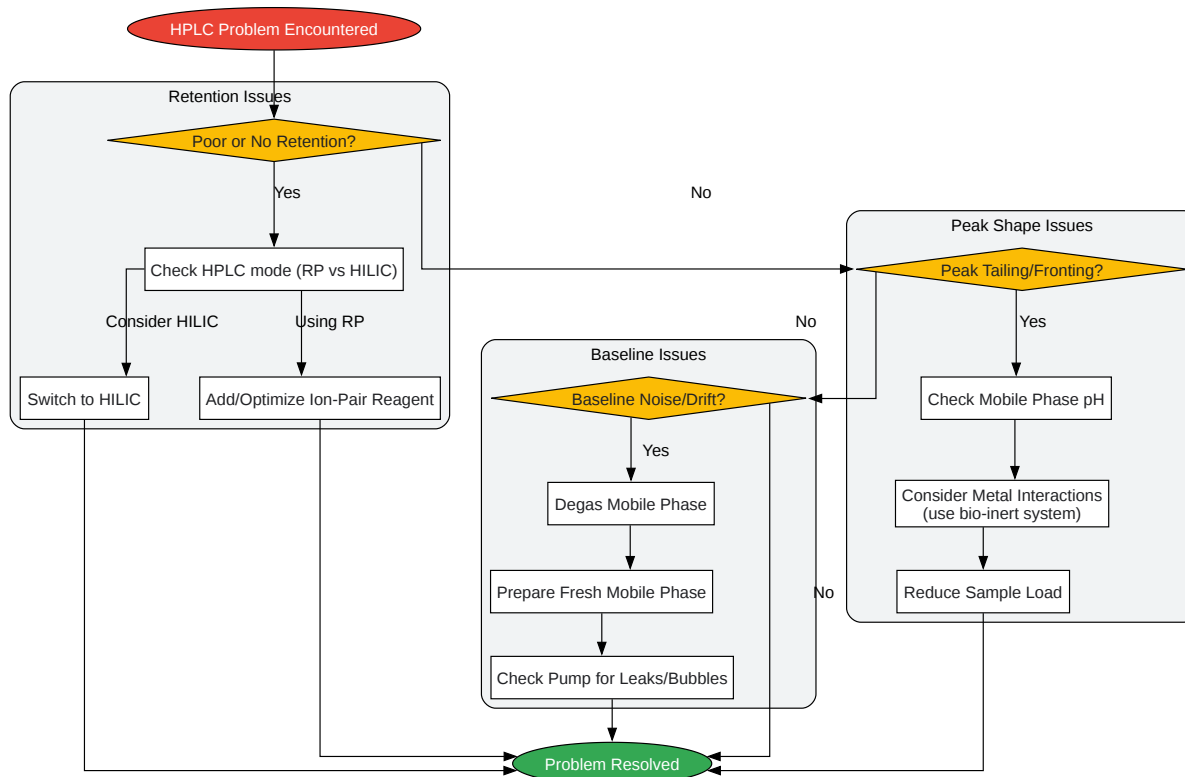 HPLC Problem Encountered
Retention Issues
Poor or No Retention?
Yes
No
Check HPLC mode (RP vs HILIC)
Consider HILIC
Using RP
Switch to HILIC
Add/Optimize Ion-Pair Reagent
Peak Shape Issues
Peak Tailing/Fronting?
Yes
No
Check Mobile Phase pH
Consider Metal Interactions
(use bio-inert system)
Reduce Sample Load
Baseline Issues
Baseline Noise/Drift?
Yes
No
Degas Mobile Phase
Prepare Fresh Mobile Phase
Check Pump for Leaks/Bubbles
Problem Resolved